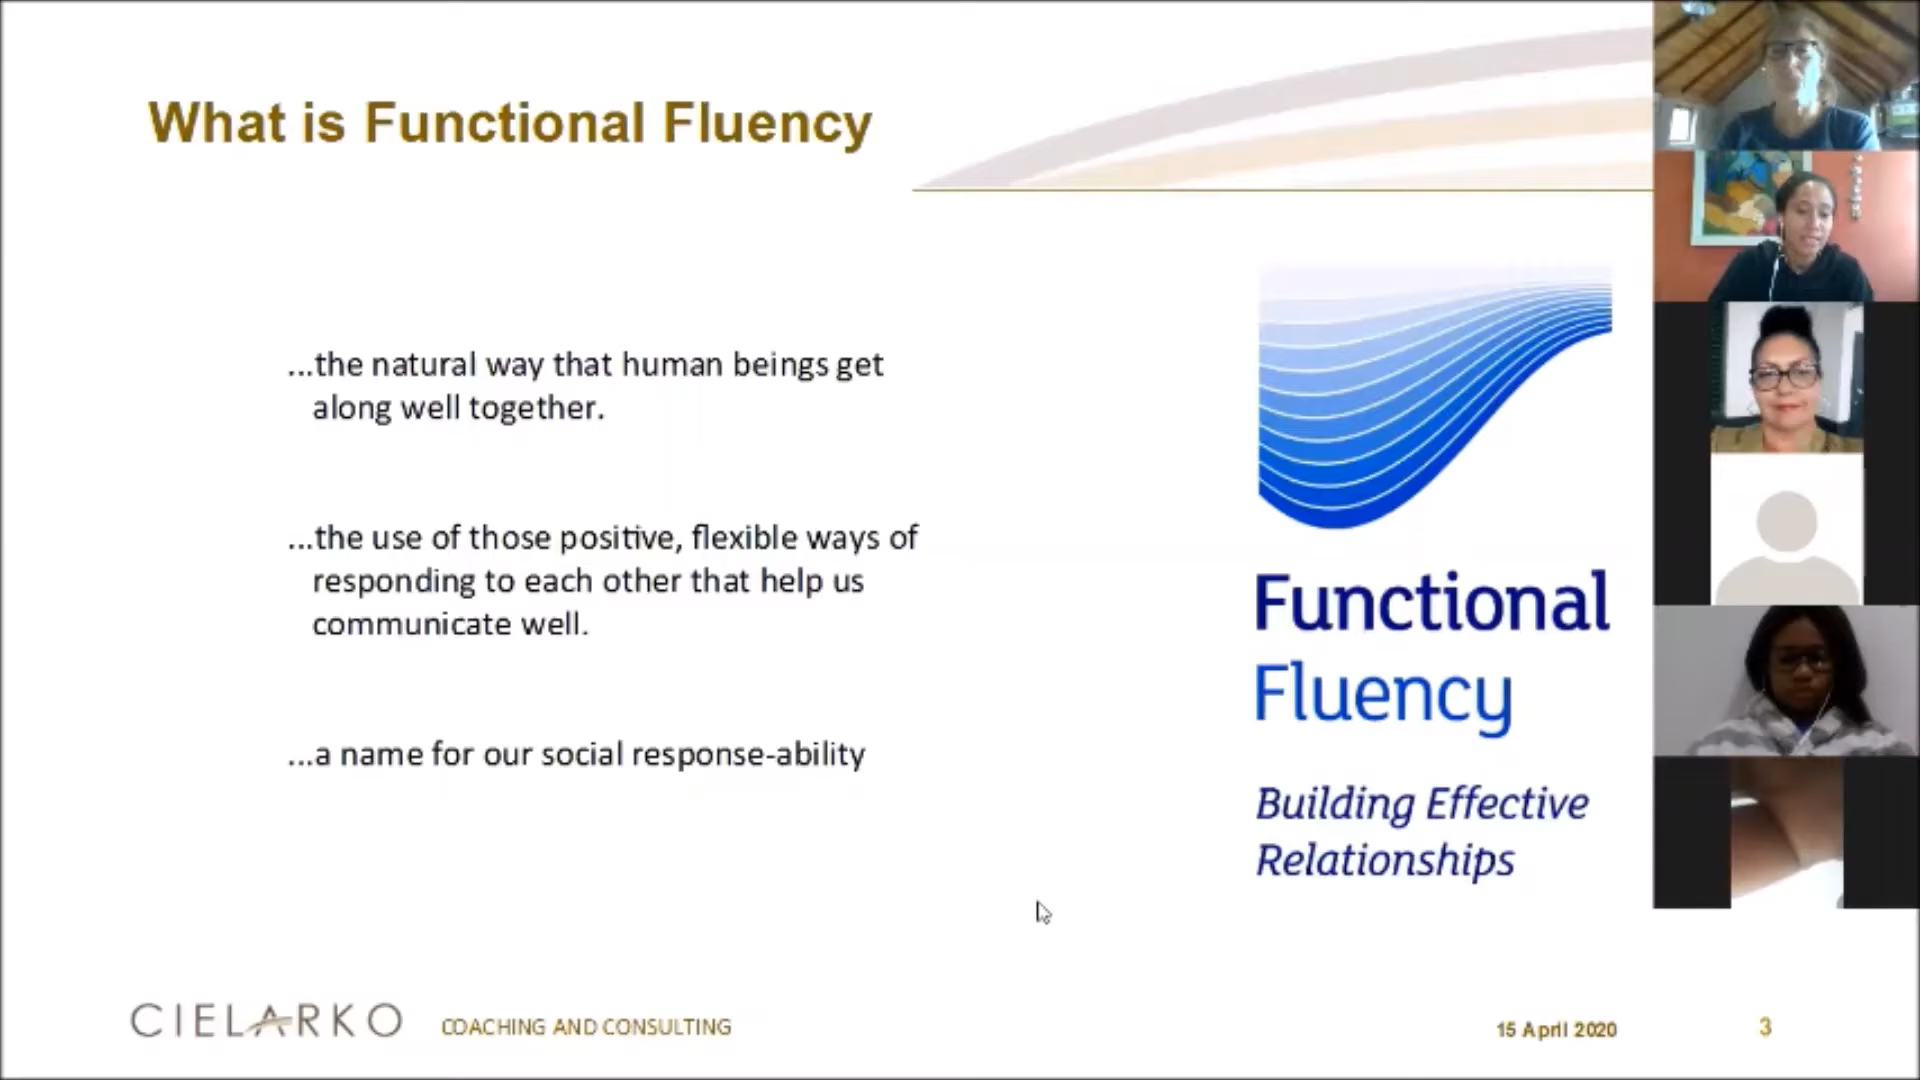 What is Functional Fluency
...the natural way that human beings get
along well together.
...the use of those positive, flexible ways of
responding to each other that help us
communicate well.
...a name for our social response-ability
Functional
Fluency
Building Effective
Relationships
CIELARKO COACHING AND CONSULTING
15 April 2020
3